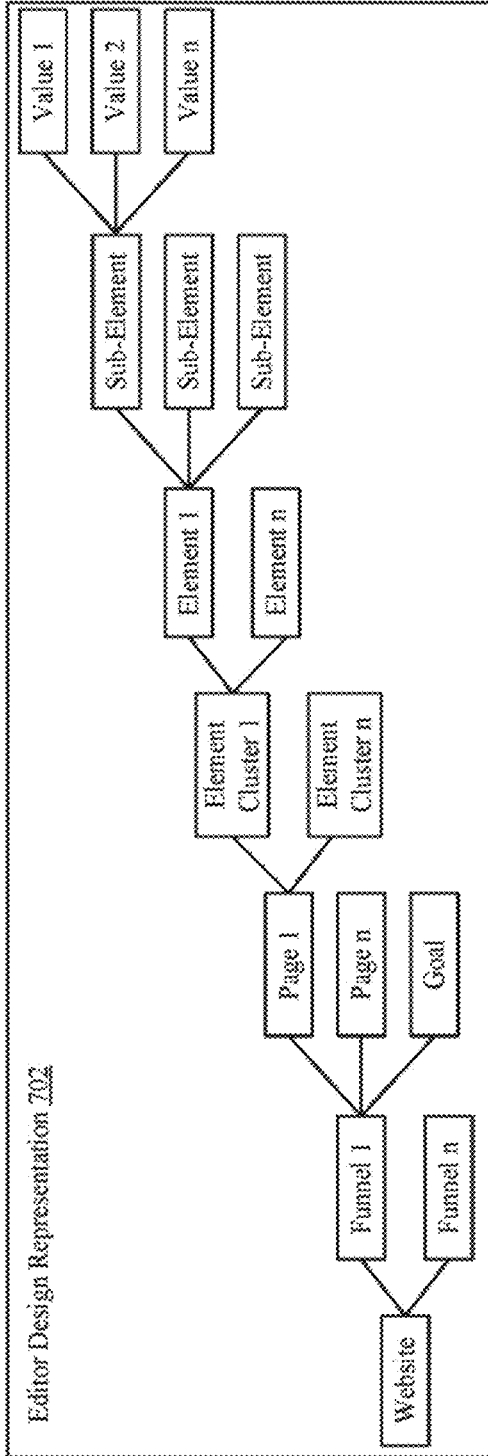 Editor Design Representation 702
Website
Funnel 1
Funnel n
Page 1
Page n
Goal
Element
Cluster 1
Element
Cluster n
Element 1
Element n
Sub-Element
Sub-Element
Sub-Element
Value 1
Value 2
Value n